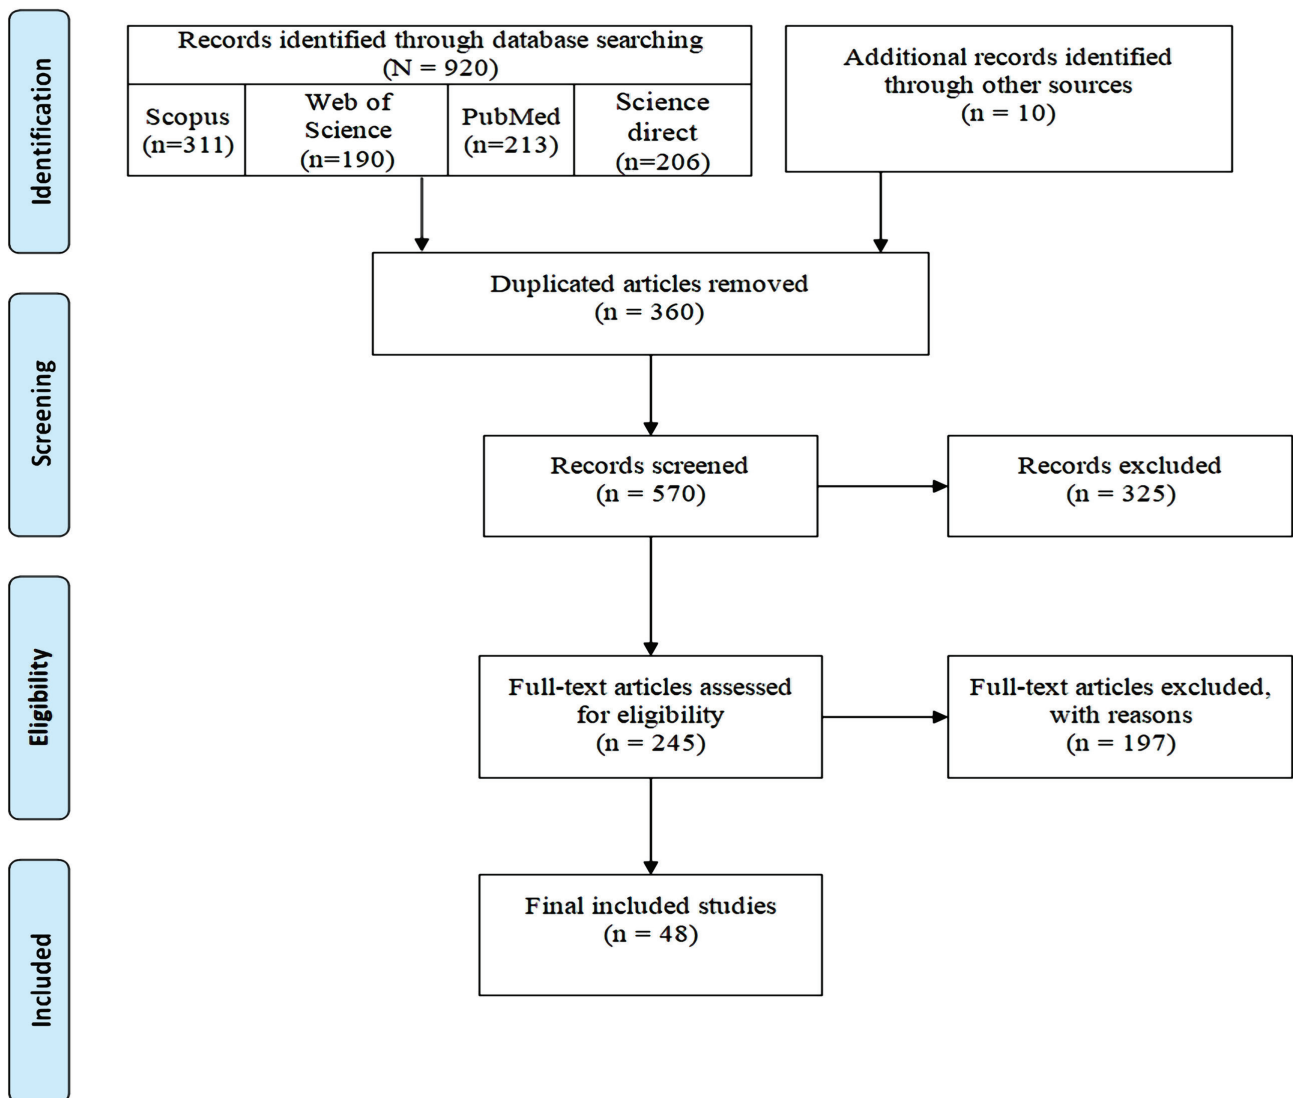 Identification
Records identified through database searching
(N = 920)
Scopus
(n=311)
Web of
Science
(n=190)
PubMed
(n=213)
Science
direct
(n=206)
Additional records identified
through other sources
(n = 10)
Duplicated articles removed
(n = 360)
Screening
Records screened
(n = 570)
Records excluded
(n = 325)
Eligibility
Full-text articles assessed
for eligibility
(n = 245)
Full-text articles excluded,
with reasons
(n = 197)
Included
Final included studies
(n = 48)